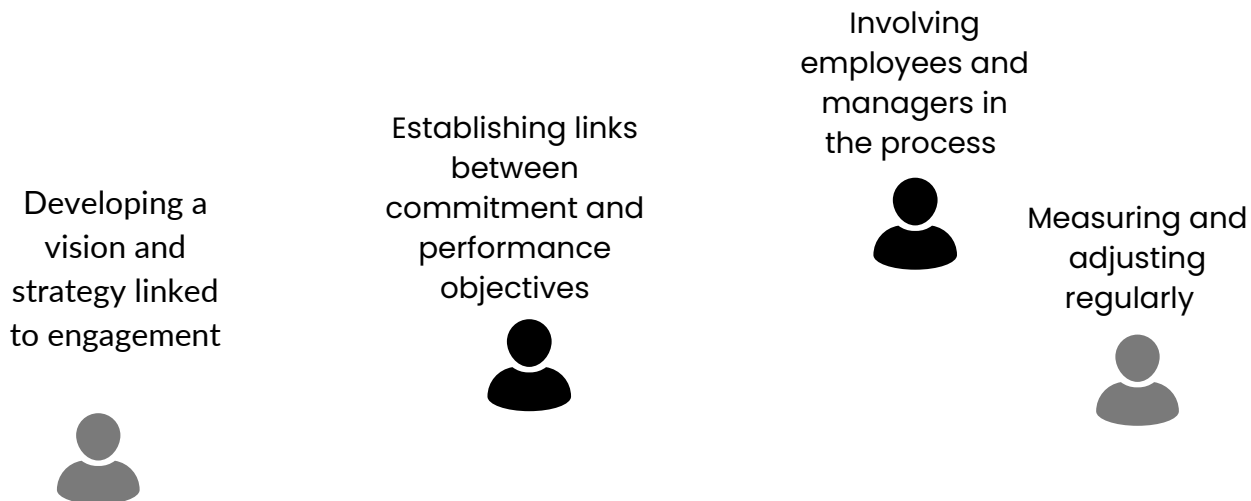 Developing a
vision and
strategy linked
to engagement
Establishing links
between
commitment and
performance
objectives
Involving
employees and
managers in
the process
Measuring and
adjusting
regularly